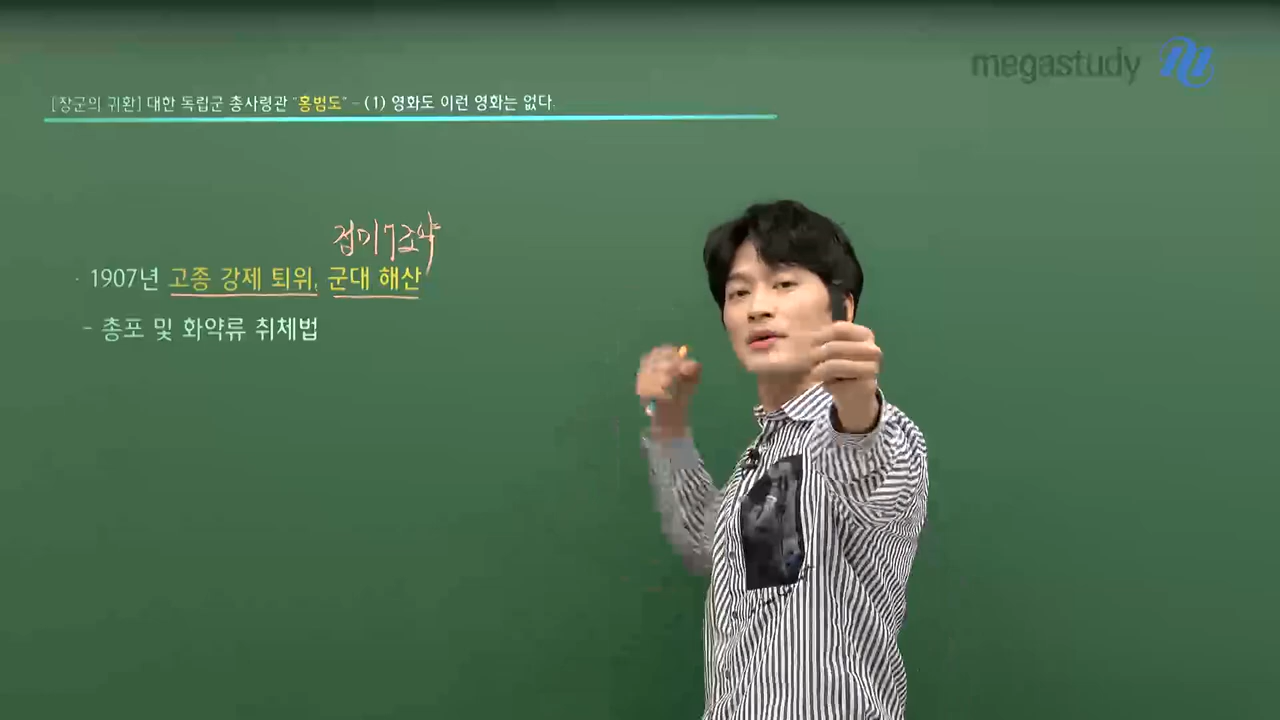 megastudy
[장군의 귀환] 대한 독립군 총사령관 "홍범도" - (1) 영화도 이런 영화는 없다.
정미7조약
· 1907년 고종 강제 퇴위, 군대 해산
- 총포 및 화약류 취체법